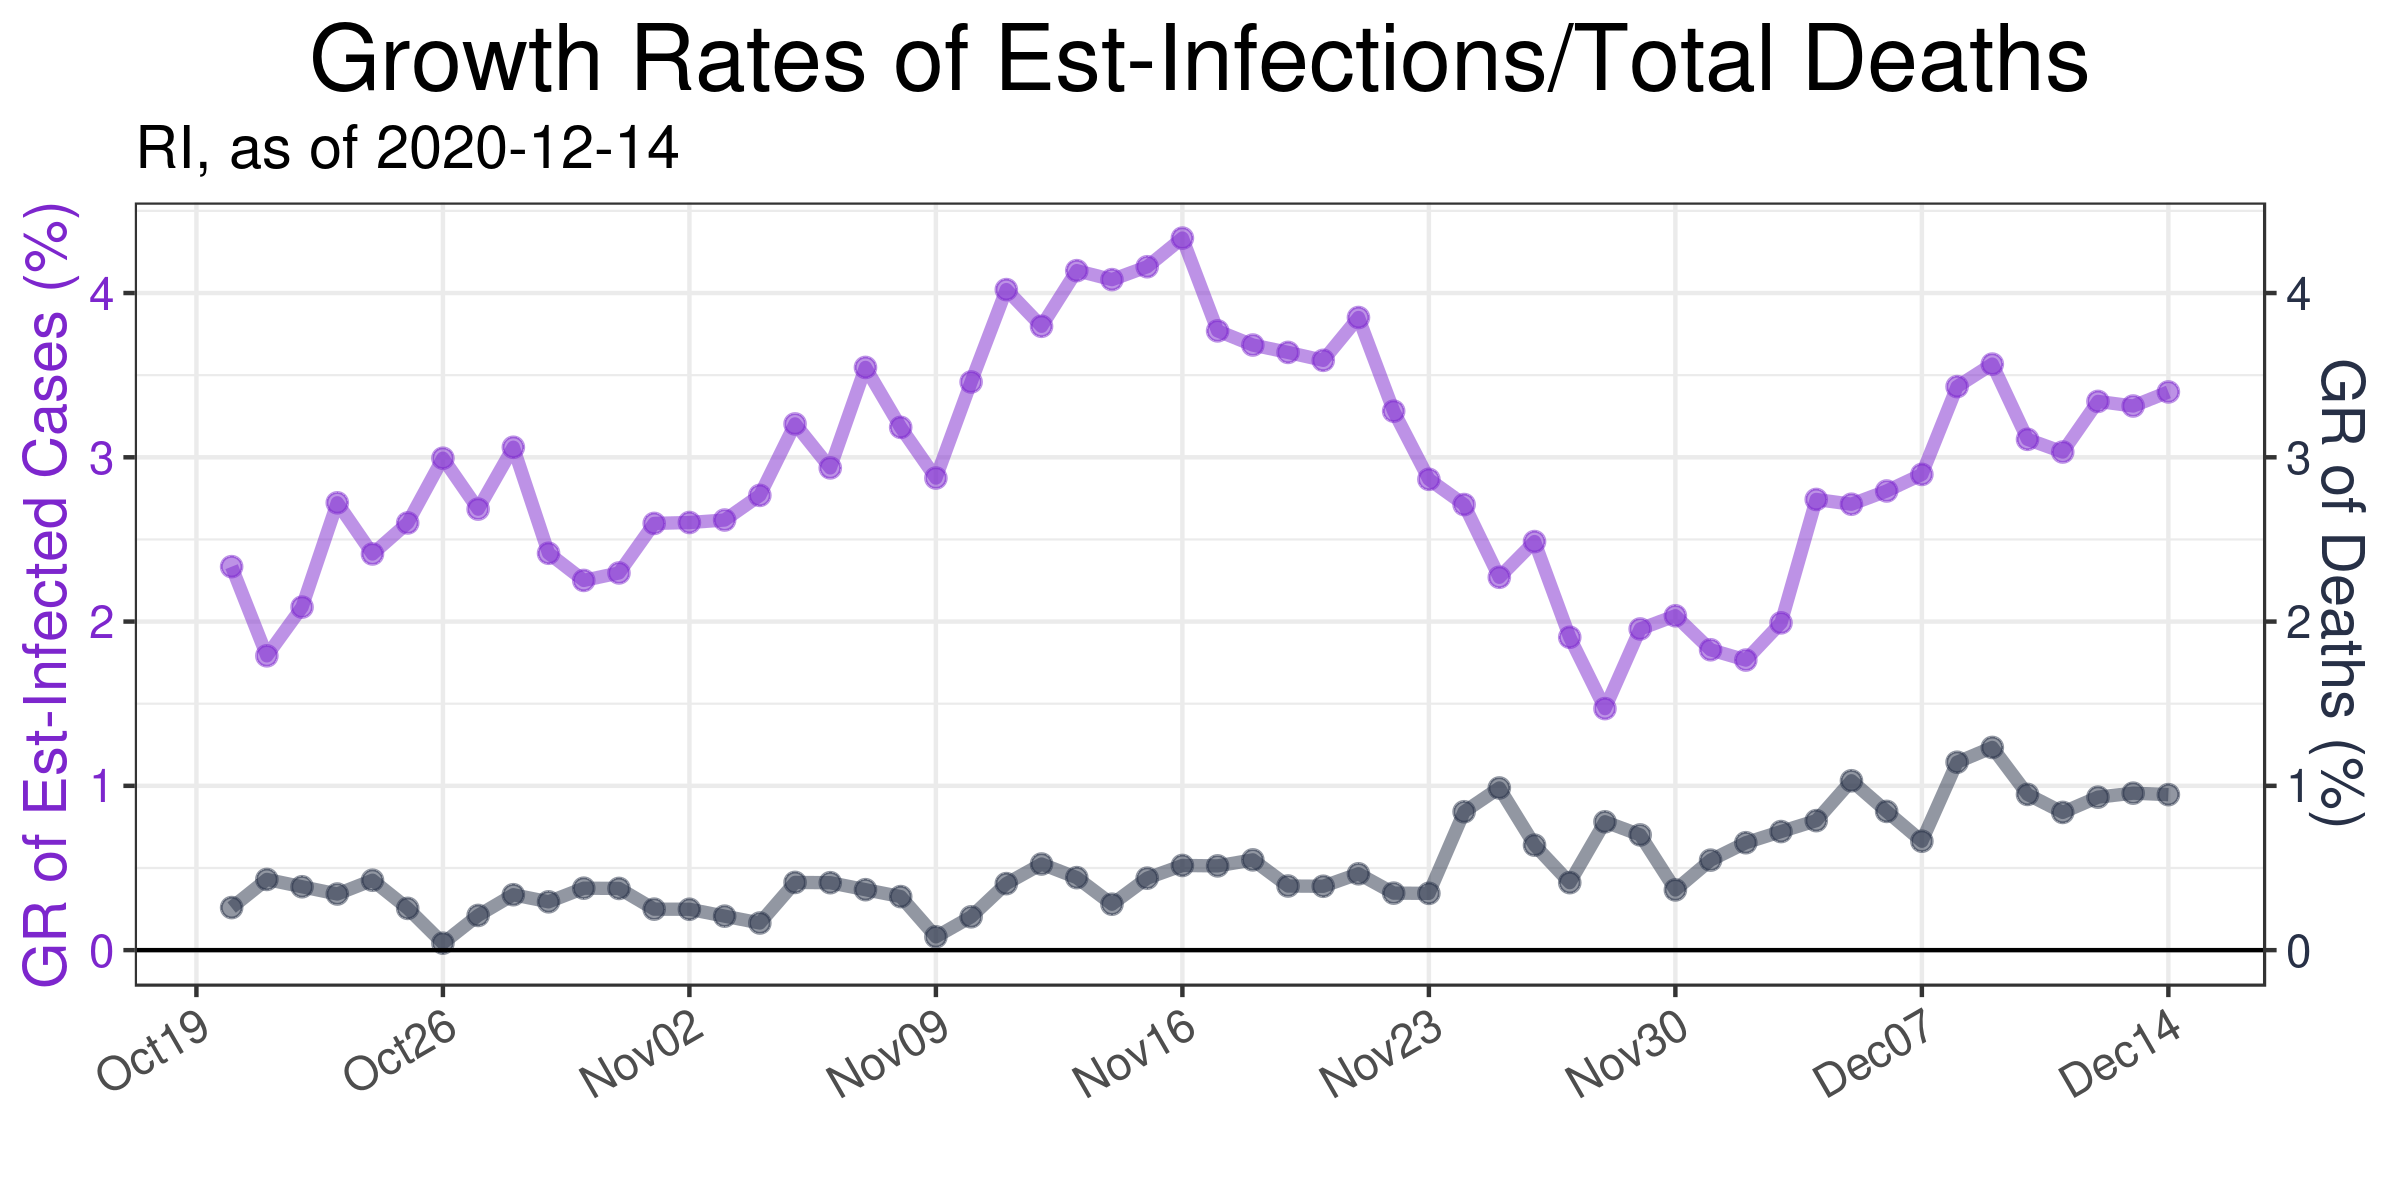 Growth Rates of Est-Infections/Total Deaths
RI, as of 2020-12-14
GR of Est-Infected Cases (%)
4
3
2
1
0
4
3
2
1
0
GR of Deaths (%)
Oct19
Oct26
Nov02
Nov09
Nov16
Nov23
Nov30
Dec07
Dec14